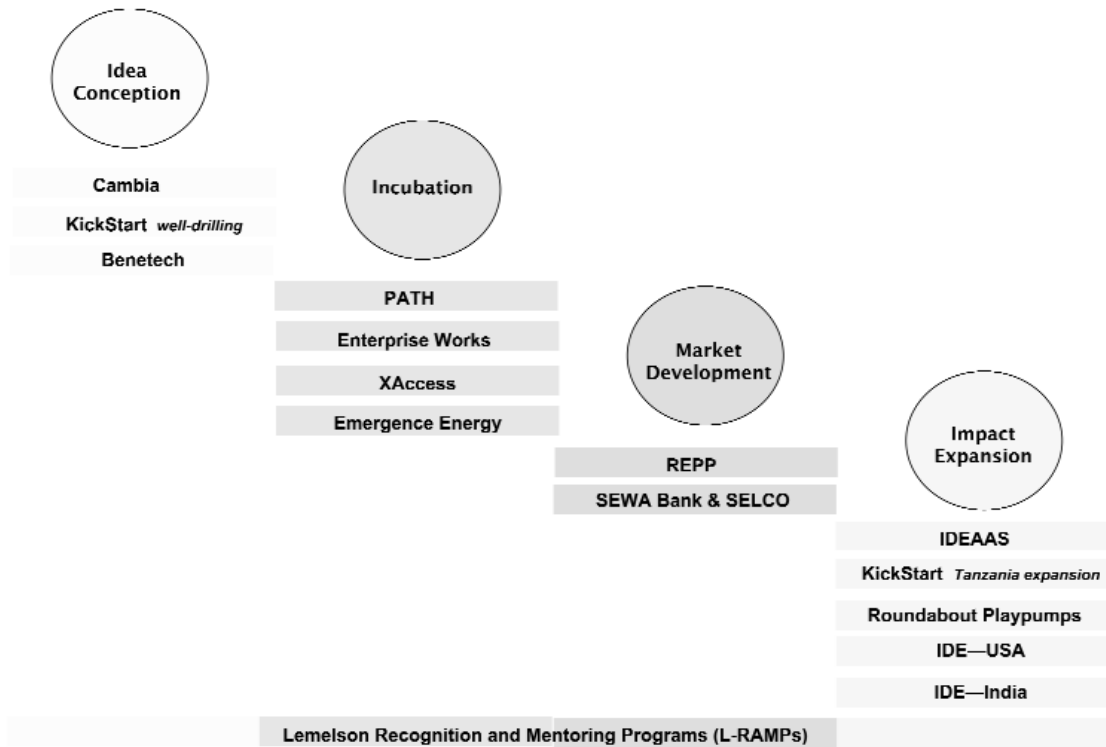 Idea
Conception
Cambia
KickStart well-drilling
Benetech
Incubation
PATH
Enterprise Works
XAccess
Emergence Energy
Market
Development
REPP
SEWA Bank & SELCO
Impact
Expansion
IDEAAS
KickStart Tanzania expansion
Roundabout Playpumps
IDE—USA
IDE—India
Lemelson Recognition and Mentoring Programs (L-RAMPs)